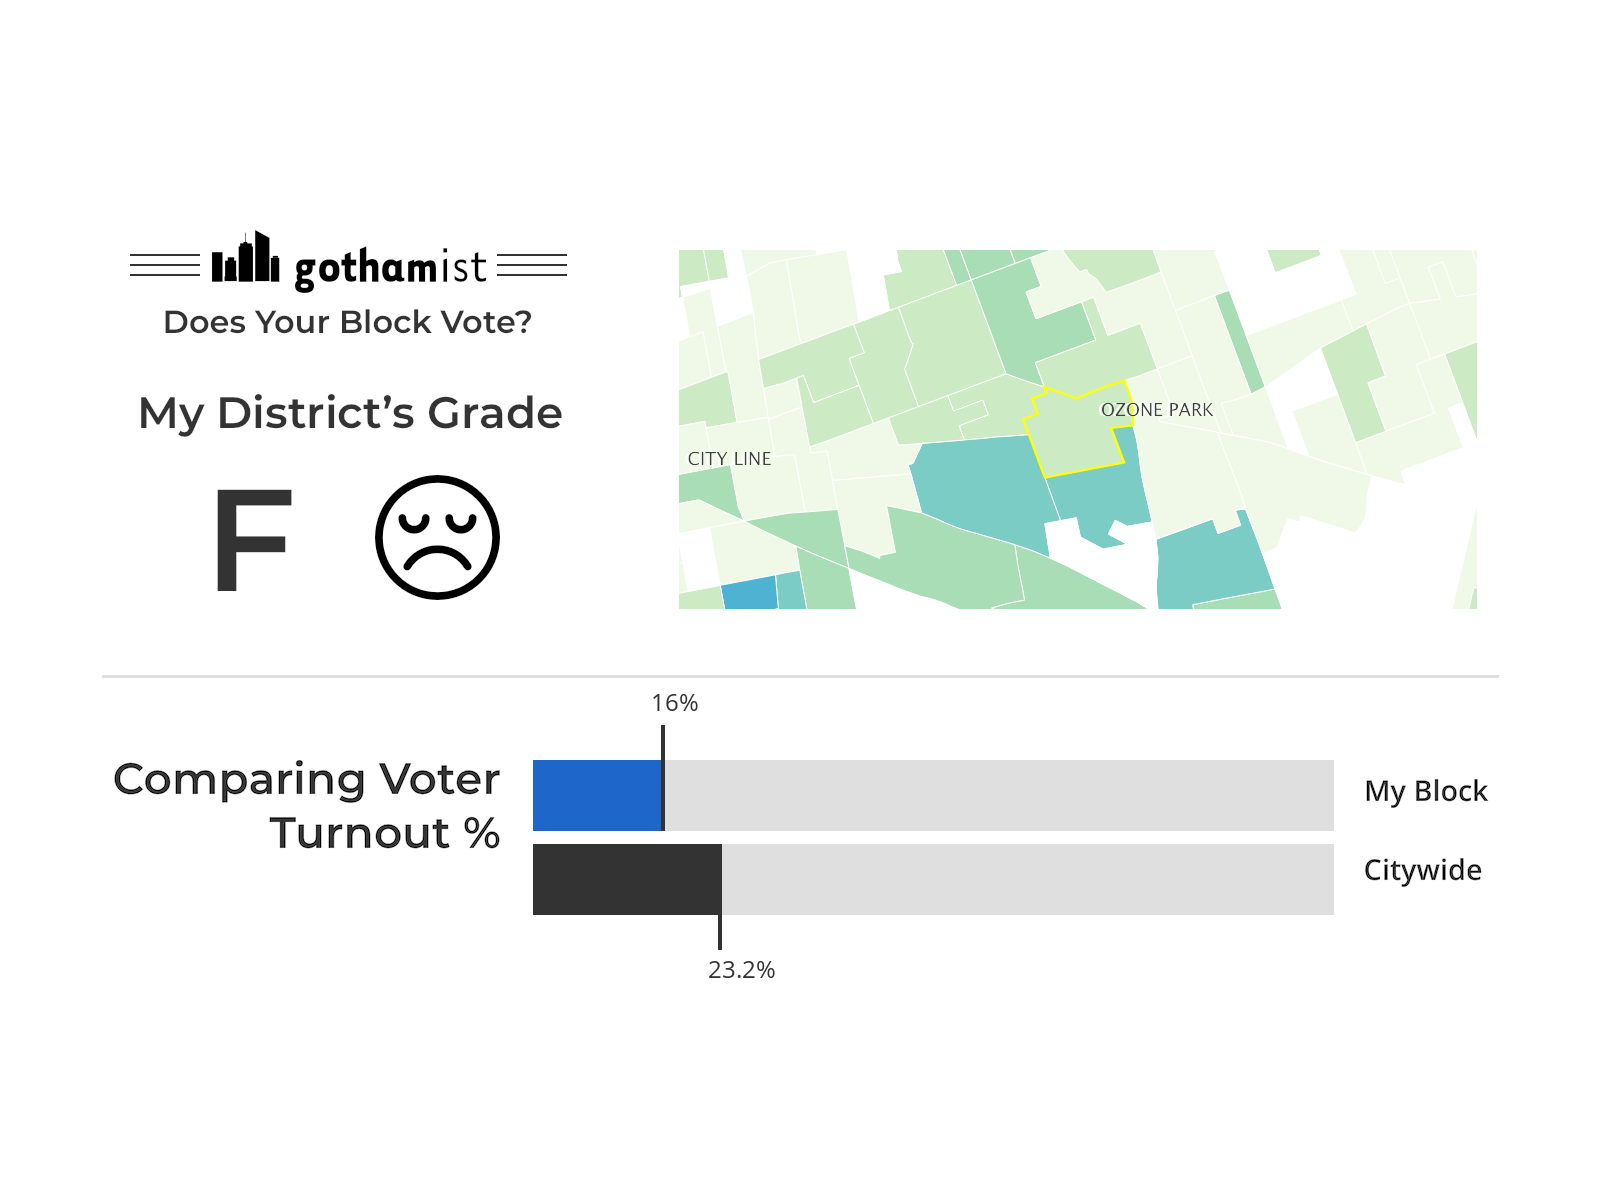 gothamist
Does Your Block Vote?
My District’s Grade
F
OZONE PARK
CITY LINE
16%
Comparing Voter
Turnout %
My Block
Citywide
23.2%